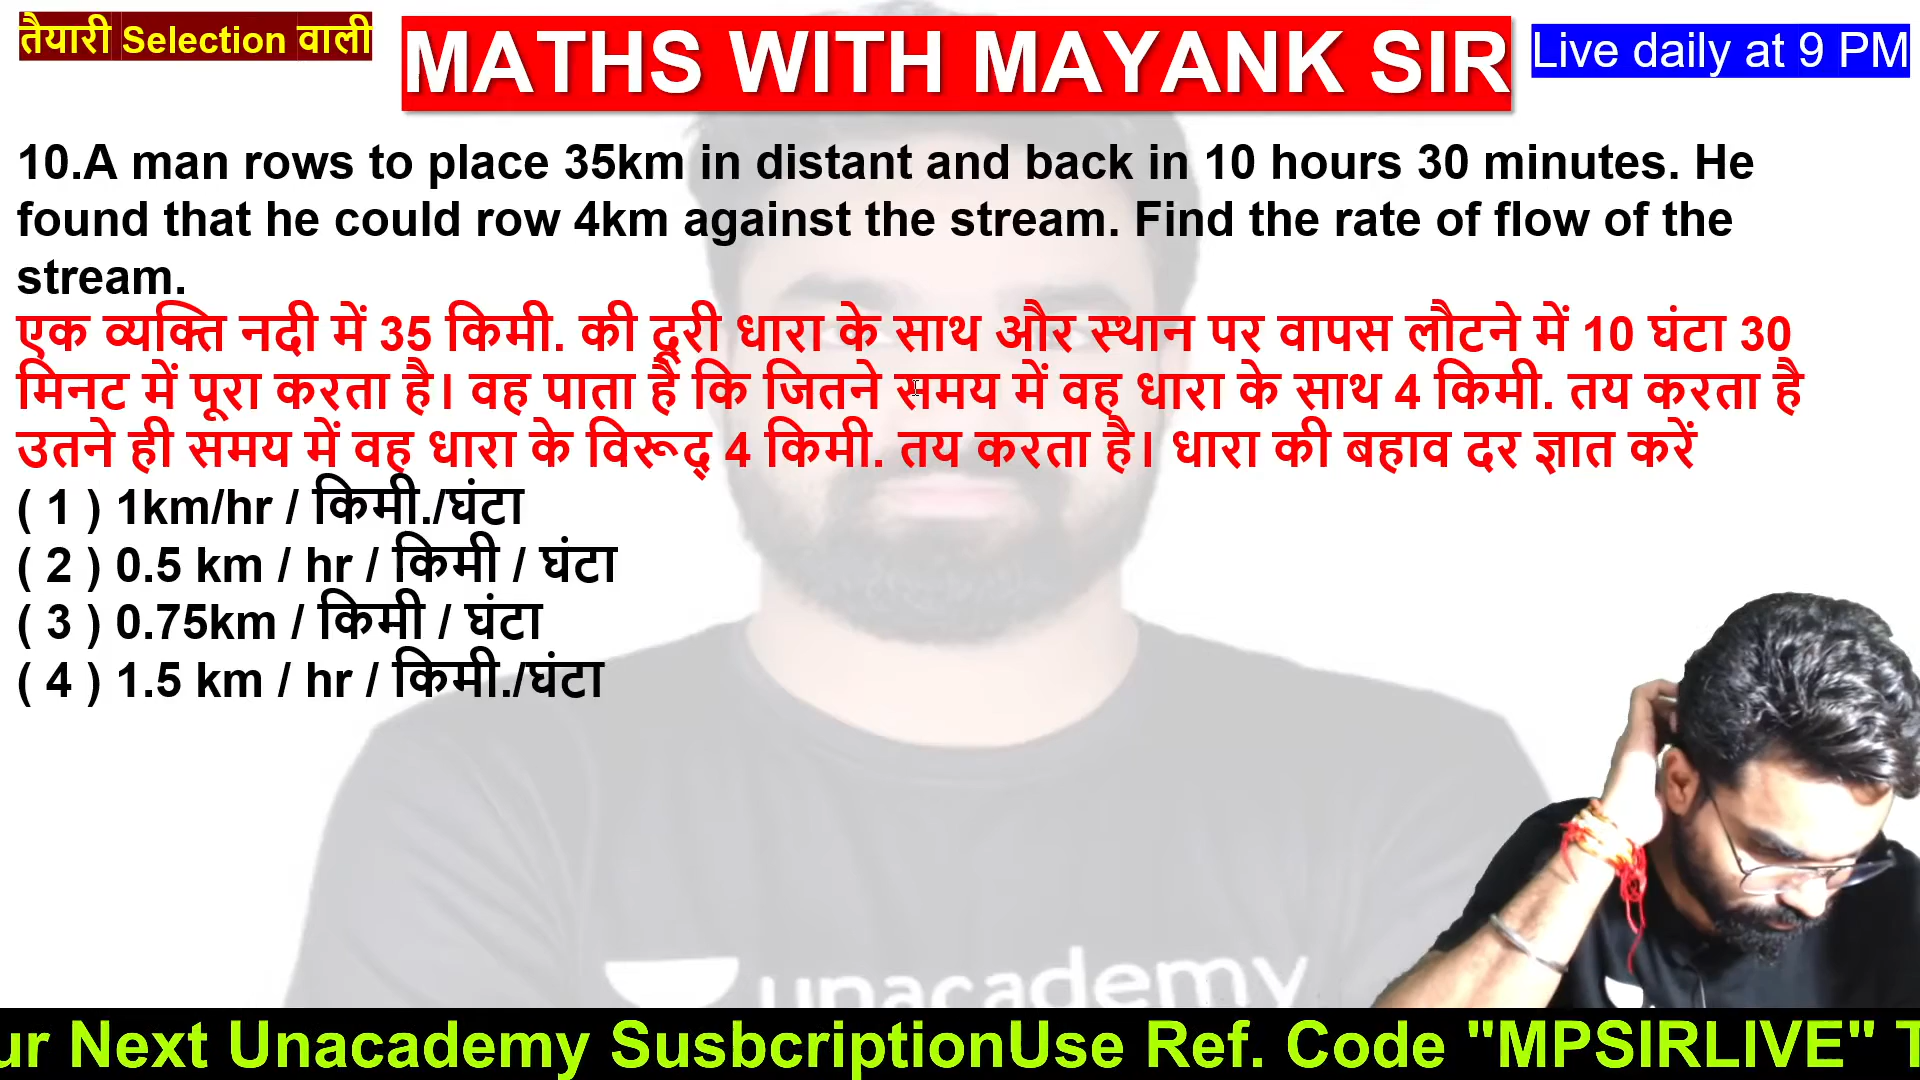 तैयारी Selection वाली
MATHS WITH MAYANK SIR
Live daily at 9 PM
10.A man rows to place 35km in distant and back in 10 hours 30 minutes. He
found that he could row 4km against the stream. Find the rate of flow of the
stream.
एक व्यक्ति नदी में 35 किमी. की दूरी धारा के साथ और स्थान पर वापस लौटने में 10 घंटा 30
मिनट में पूरा करता है। वह पाता है कि जितने समय में वह धारा के साथ 4 किमी. तय करता है
उतने ही समय में वह धारा के विरूद् 4 किमी. तय करता है। धारा की बहाव दर ज्ञात करें
( 1 ) 1km/hr / किमी./घंटा
( 2 ) 0.5 km / hr / किमी / घंटा
( 3 ) 0.75km / किमी / घंटा
( 4 ) 1.5 km / hr / किमी./घंटा
unacademy
ur Next Unacademy SusbcriptionUse Ref. Code "MPSIRLIVE" T